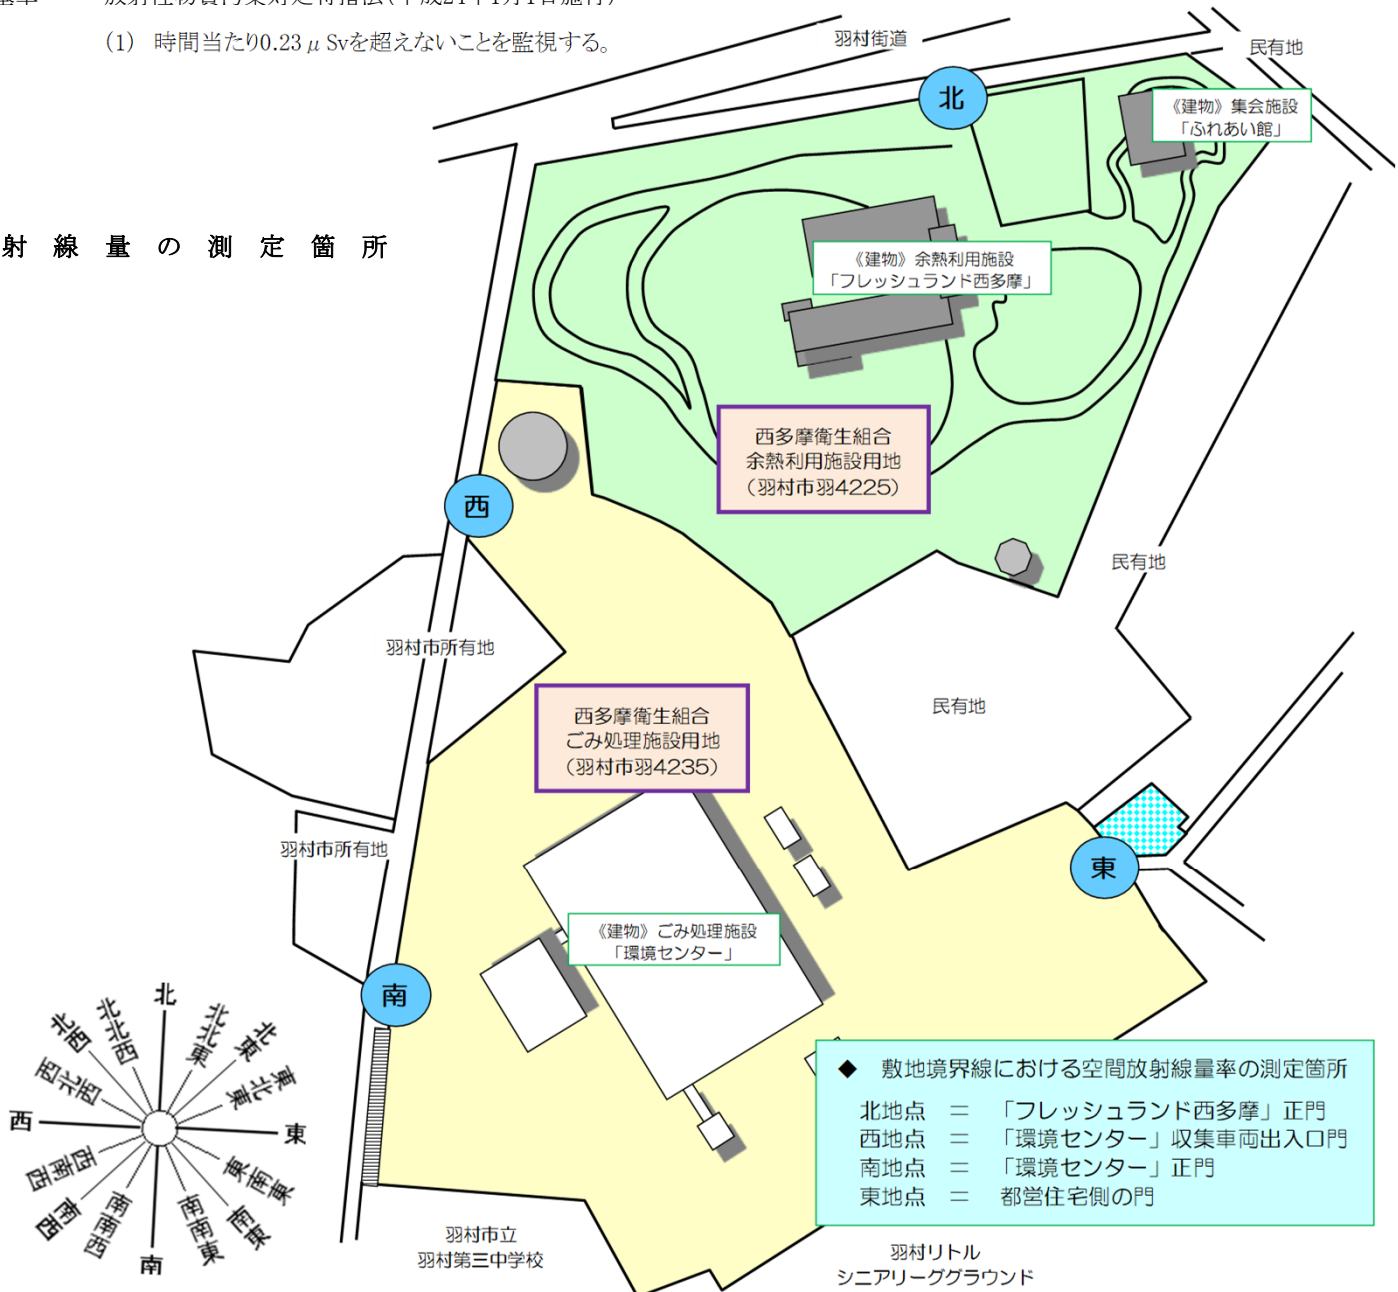 (1) 時間当たり0.23μSvを超えないことを監視する。
羽村街道
民有地
北
《建物》集会施設
「ふれあい館」
射線量の測定箇所
《建物》余熱利用施設
「フレッシュランド西多摩」
西多摩衛生組合
余熱利用施設用地
(羽村市羽4225)
西
民有地
羽村市所有地
民有地
西多摩衛生組合
ごみ処理施設用地
(羽村市羽4235)
羽村市所有地
東
《建物》ごみ処理施設
「環境センター」
南
北
北北東
北東
東北東
東
東南東
南東
南南東
南
南南西
南西
西南西
西
西北西
北西
北北西
◆ 敷地境界線における空間放射線量率の測定箇所
北地点 = 「フレッシュランド西多摩」正門
西地点 = 「環境センター」収集車両出入口門
南地点 = 「環境センター」正門
東地点 = 都営住宅側の門
羽村市立
羽村第三中学校
羽村リトル
シニアリーググラウンド